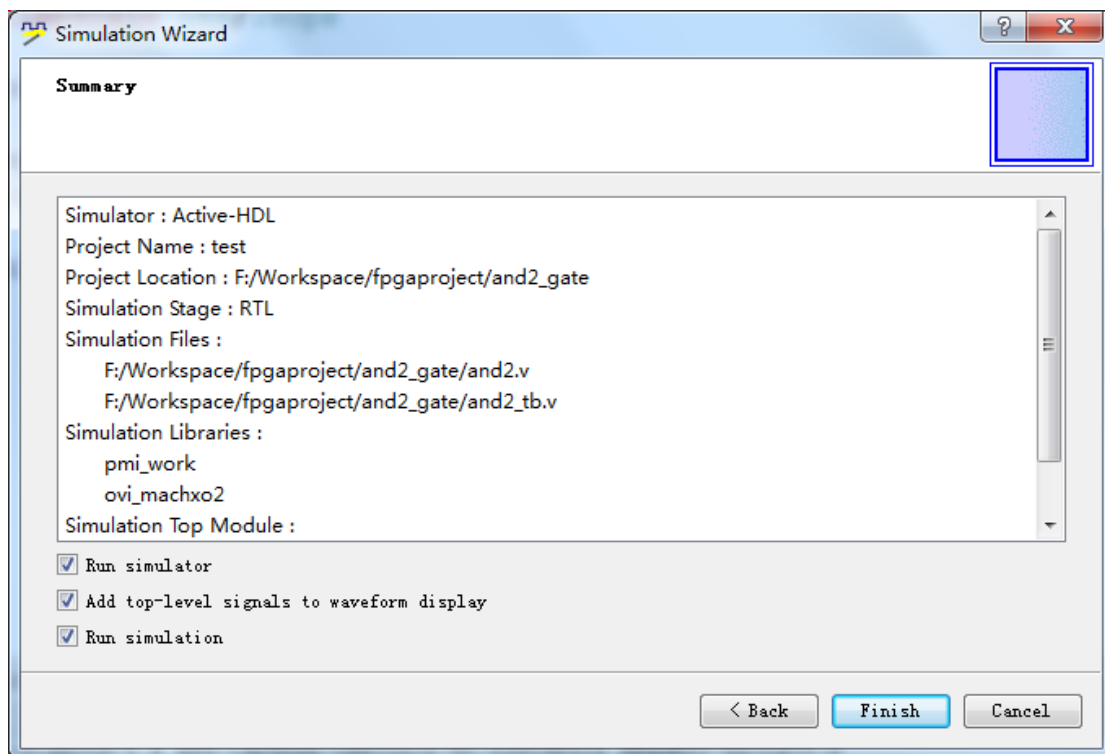 Simulation Wizard
Summary
Simulator : Active-HDL
Project Name : test
Project Location : F:/Workspace/fpgaproject/and2_gate
Simulation Stage : RTL
Simulation Files :
F:/Workspace/fpgaproject/and2_gate/and2.v
F:/Workspace/fpgaproject/and2_gate/and2_tb.v
Simulation Libraries :
pmi_work
ovi_machxo2
Simulation Top Module :
Run simulator
Add top-level signals to waveform display
Run simulation
< Back Finish Cancel